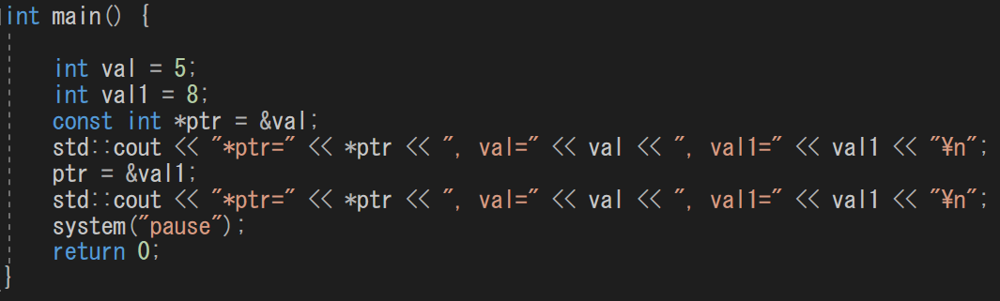 int main() {
int val = 5;
int val1 = 8;
const int *ptr = &val;
std::cout << "*ptr=" << *ptr << ", val=" << val << ", val1=" << val1 << "¥n";
ptr = &val1;
std::cout << "*ptr=" << *ptr << ", val=" << val << ", val1=" << val1 << "¥n";
system("pause");
return 0;
}